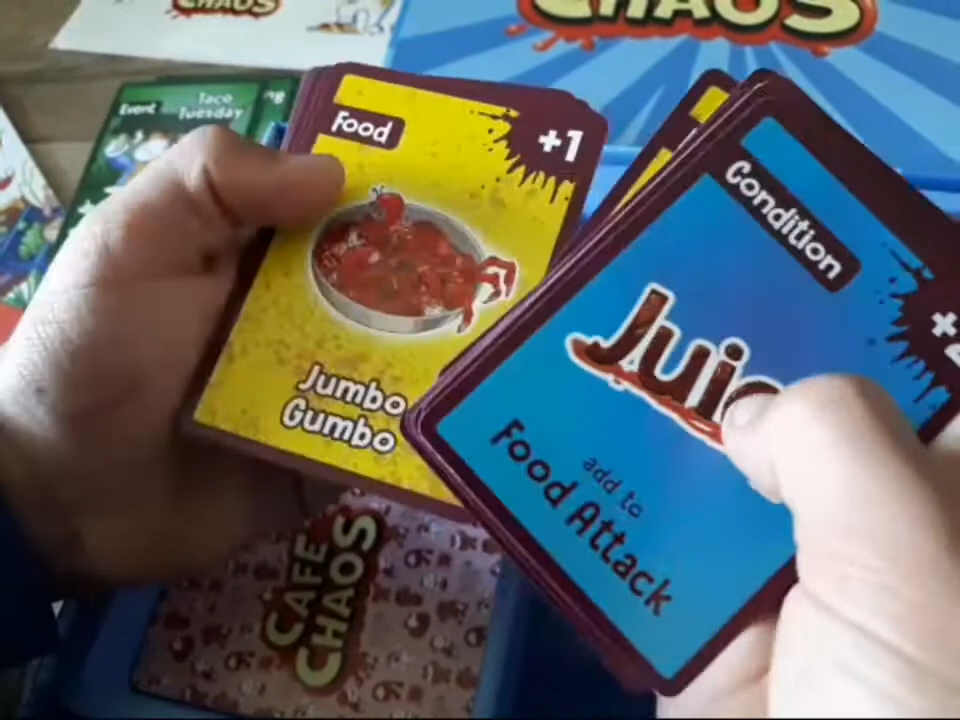 CHAOS
CHAOS
Event
Taco
Tuesday
Food
+1
Jumbo
Gumbo
Condition
add to
Food Attack
CAFE
CHAOS